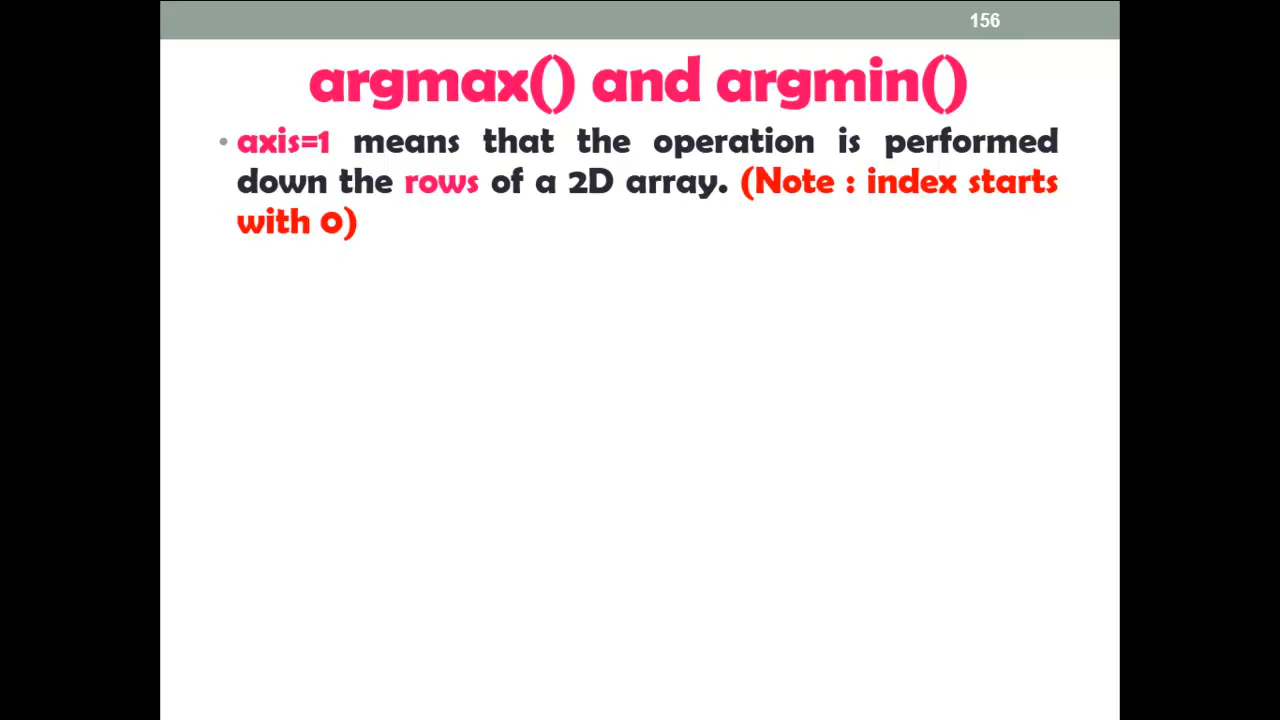 156
argmax() and argmin()
• axis=1 means that the operation is performed
down the rows of a 2D array. (Note : index starts
with 0)